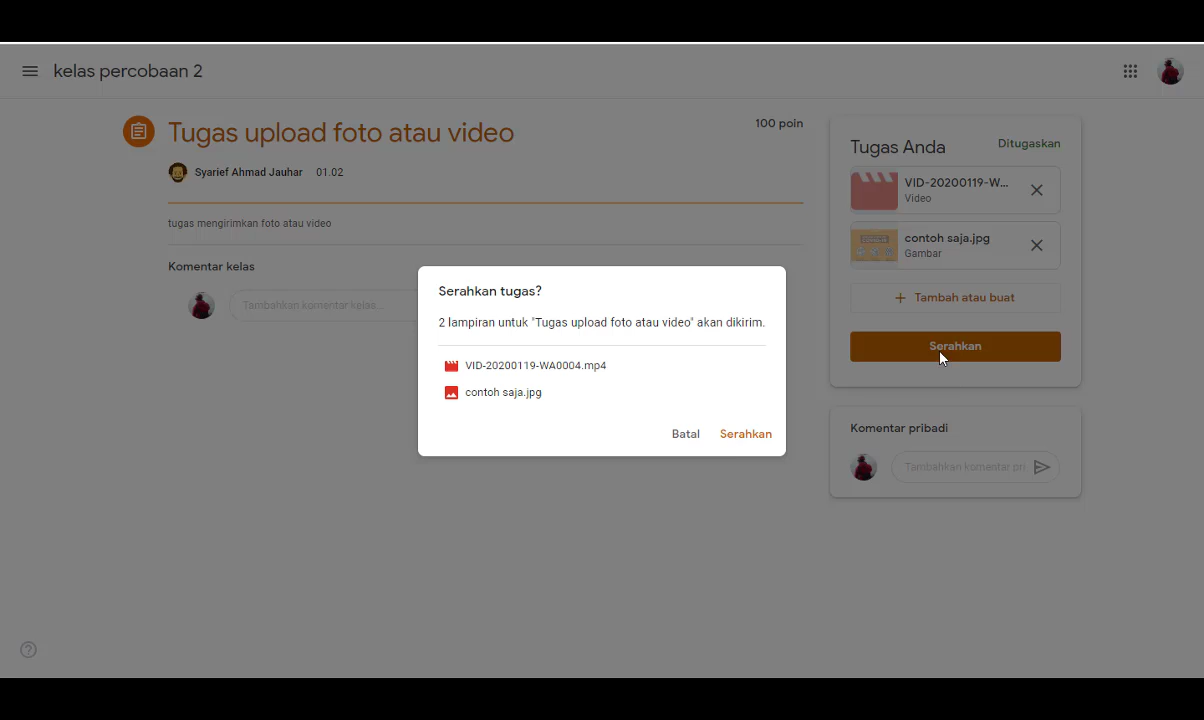 kelas percobaan 2
Tugas upload foto atau video
100 poin
Syarief Ahmad Jauhar 01.02
tugas mengirimkan foto atau video
Komentar kelas
Tambahkan komentar kelas...
Tugas Anda
Ditugaskan
VID-20200119-W...
Video
contoh saja.jpg
Gambar
+ Tambah atau buat
Serahkan
Komentar pribadi
Tambahkan komentar pri
Serahkan tugas?
2 lampiran untuk "Tugas upload foto atau video" akan dikirim.
VID-20200119-WA0004.mp4
contoh saja.jpg
Batal Serahkan